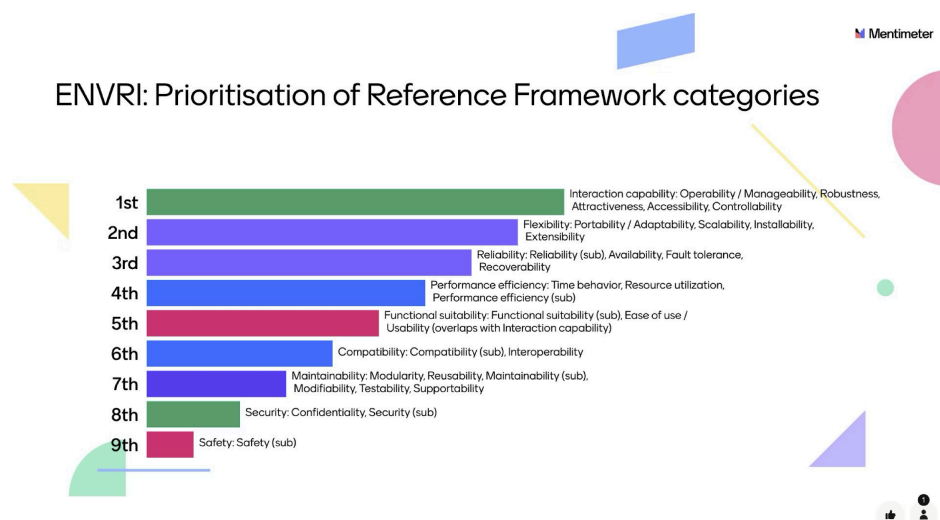 Mentimeter
ENVRI: Prioritisation of Reference Framework categories
1st
Interaction capability: Operability / Manageability, Robustness,
Attractiveness, Accessibility, Controllability
2nd
Flexibility: Portability / Adaptability, Scalability, Installability,
Extensibility
3rd
Reliability: Reliability (sub), Availability, Fault tolerance,
Recoverability
4th
Performance efficiency: Time behavior, Resource utilization,
Performance efficiency (sub)
5th
Functional suitability: Functional suitability (sub), Ease of use /
Usability (overlaps with Interaction capability)
6th
Compatibility: Compatibility (sub), Interoperability
7th
Maintainability: Modularity, Reusability, Maintainability (sub),
Modifiability, Testability, Supportability
8th
Security: Confidentiality, Security (sub)
9th
Safety: Safety (sub)
1